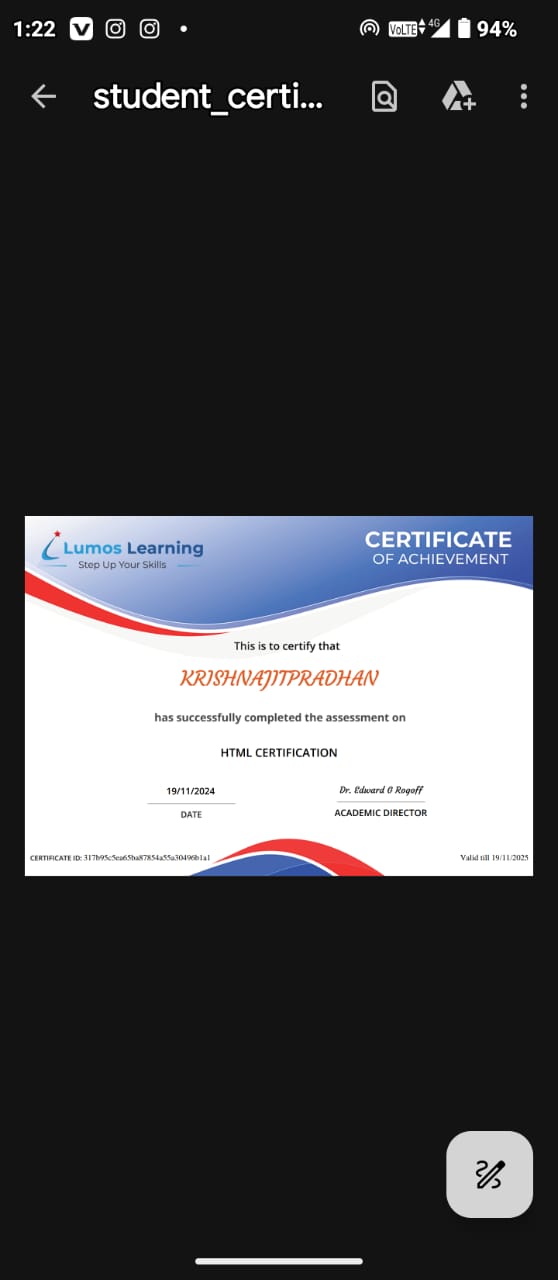 1:22
VoLTE 4G 94%
student_certi...
Lumos Learning
Step Up Your Skills
CERTIFICATE
OF ACHIEVEMENT
This is to certify that
KRISHNAJITPRADHAN
has successfully completed the assessment on
HTML CERTIFICATION
19/11/2024
DATE
Dr. Edward G Rogoff
ACADEMIC DIRECTOR
CERTIFICATE ID: 317b95c5ea65ba87854a55a30496b1a1
Valid till 19/11/2025